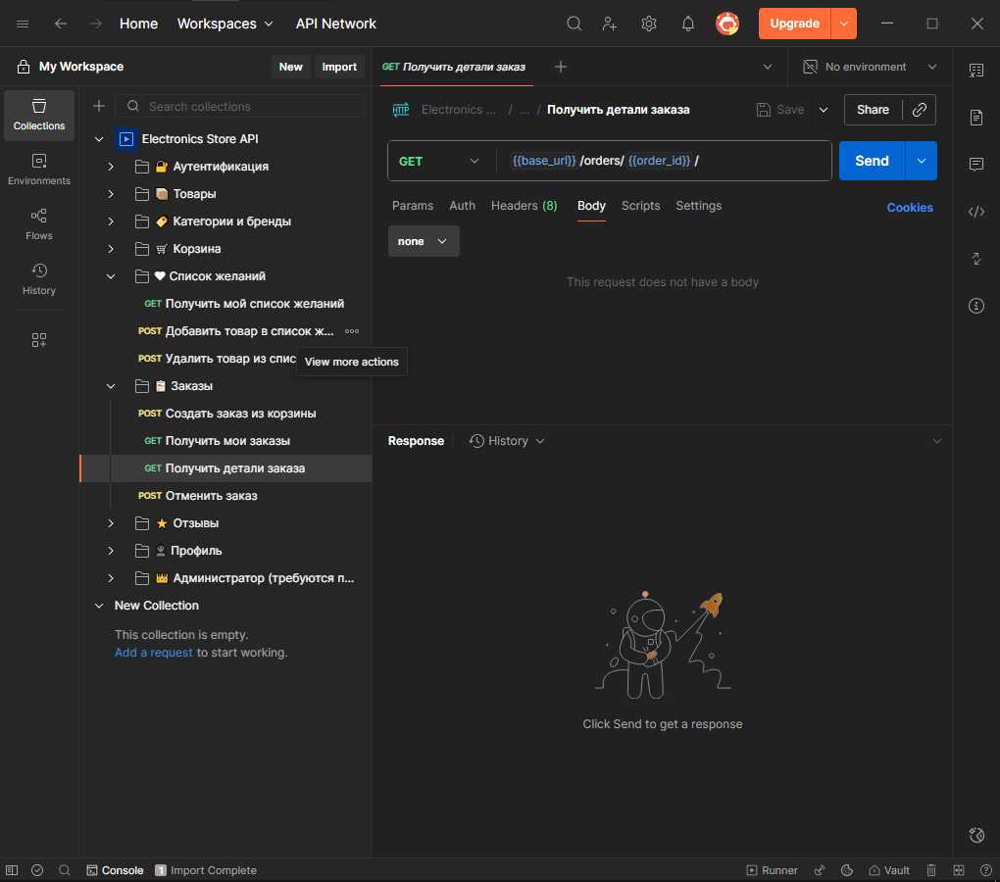 Home Workspaces API Network Upgrade
My Workspace New Import GET Получить детали заказ No environment
Collections
Environments
Flows
History
Search collections
Electronics Store API
Аутентификация
Товары
Категории и бренды
Корзина
Список желаний
GET Получить мой список желаний
POST Добавить товар в список ж...
POST Удалить товар из спис
View more actions
Заказы
POST Создать заказ из корзины
GET Получить мои заказы
GET Получить детали заказа
POST Отменить заказ
Отзывы
Профиль
Администратор (требуются п...
New Collection
This collection is empty.
Add a request to start working.
HTTP Electronics ... / ... / Получить детали заказа Save Share
GET {{base_url}} /orders/ {{order_id}} / Send
Params Auth Headers (8) Body Scripts Settings Cookies
none
This request does not have a body
Response History
Click Send to get a response
Console 1 Import Complete Runner Vault